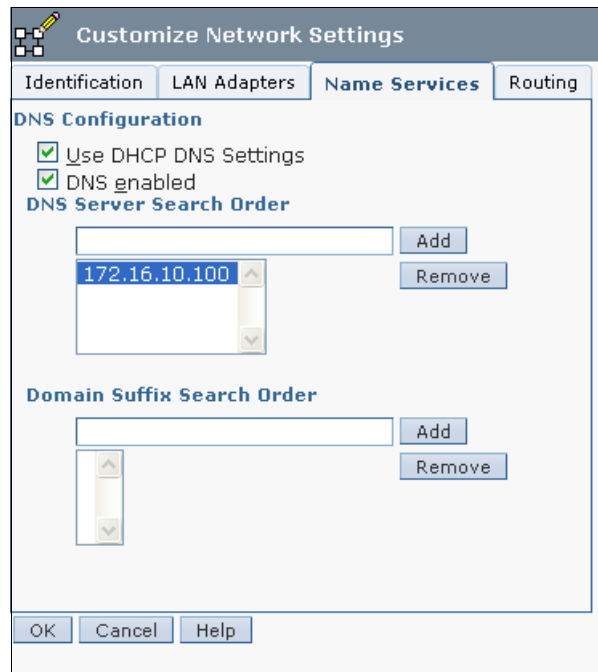 Customize Network Settings
Identification LAN Adapters Name Services Routing
DNS Configuration
Use DHCP DNS Settings
DNS enabled
DNS Server Search Order
Add
172.16.10.100
Remove
Domain Suffix Search Order
Add
Remove
OK Cancel Help